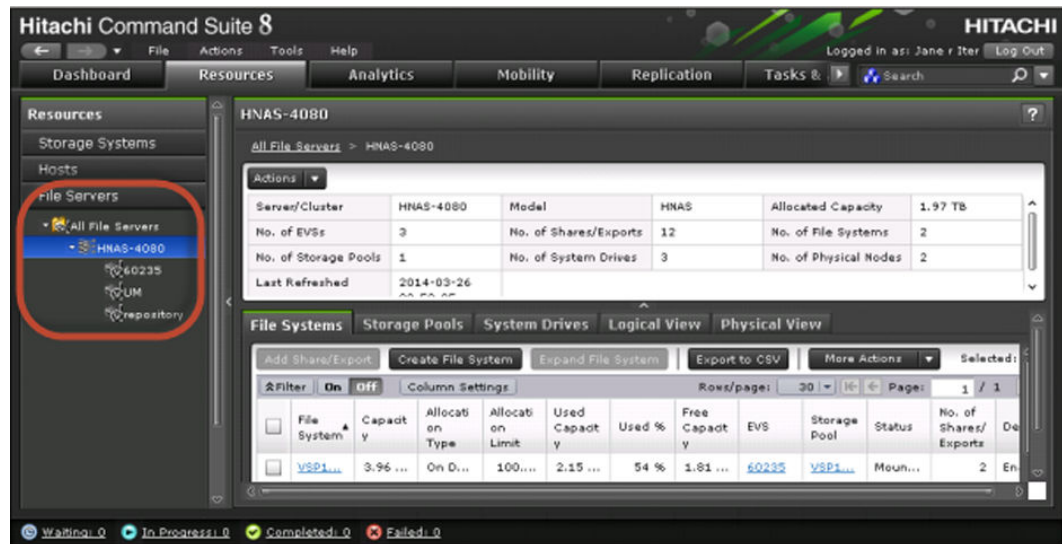 Hitachi Command Suite 8
HITACHI
File Actions Tools Help
Logged in as: Jane r Iter Log Out
Dashboard Resources Analytics Mobility Replication Tasks & Search
Resources
Storage Systems
Hosts
File Servers
All File Servers
HNAS-4080
60235
UM
repository
HNAS-4080
?
All File Servers > HNAS-4080
Actions
Server/Cluster HNAS-4080 Model HNAS Allocated Capacity 1.97 TB
No. of EVSs 3 No. of Shares/Exports 12 No. of File Systems 2
No. of Storage Pools 1 No. of System Drives 3 No. of Physical Nodes 2
Last Refreshed 2014-03-26
File Systems Storage Pools System Drives Logical View Physical View
Add Share/Export Create File System Expand File System Export to CSV More Actions Selected:
Filter On Off Column Settings Rows/page: 30 Page: 1 / 1
File System Capacity Allocation Type Allocation Limit Used Capacity Used % Free Capacity EVS Storage Pool Status No. of Shares/Exports De
VSP1... 3.96 ... On D... 100.... 2.15 ... 54 % 1.81 ... 60235 VSP1... Moun... 2 En
Waiting: 0 In Progress: 0 Completed: 0 Failed: 0